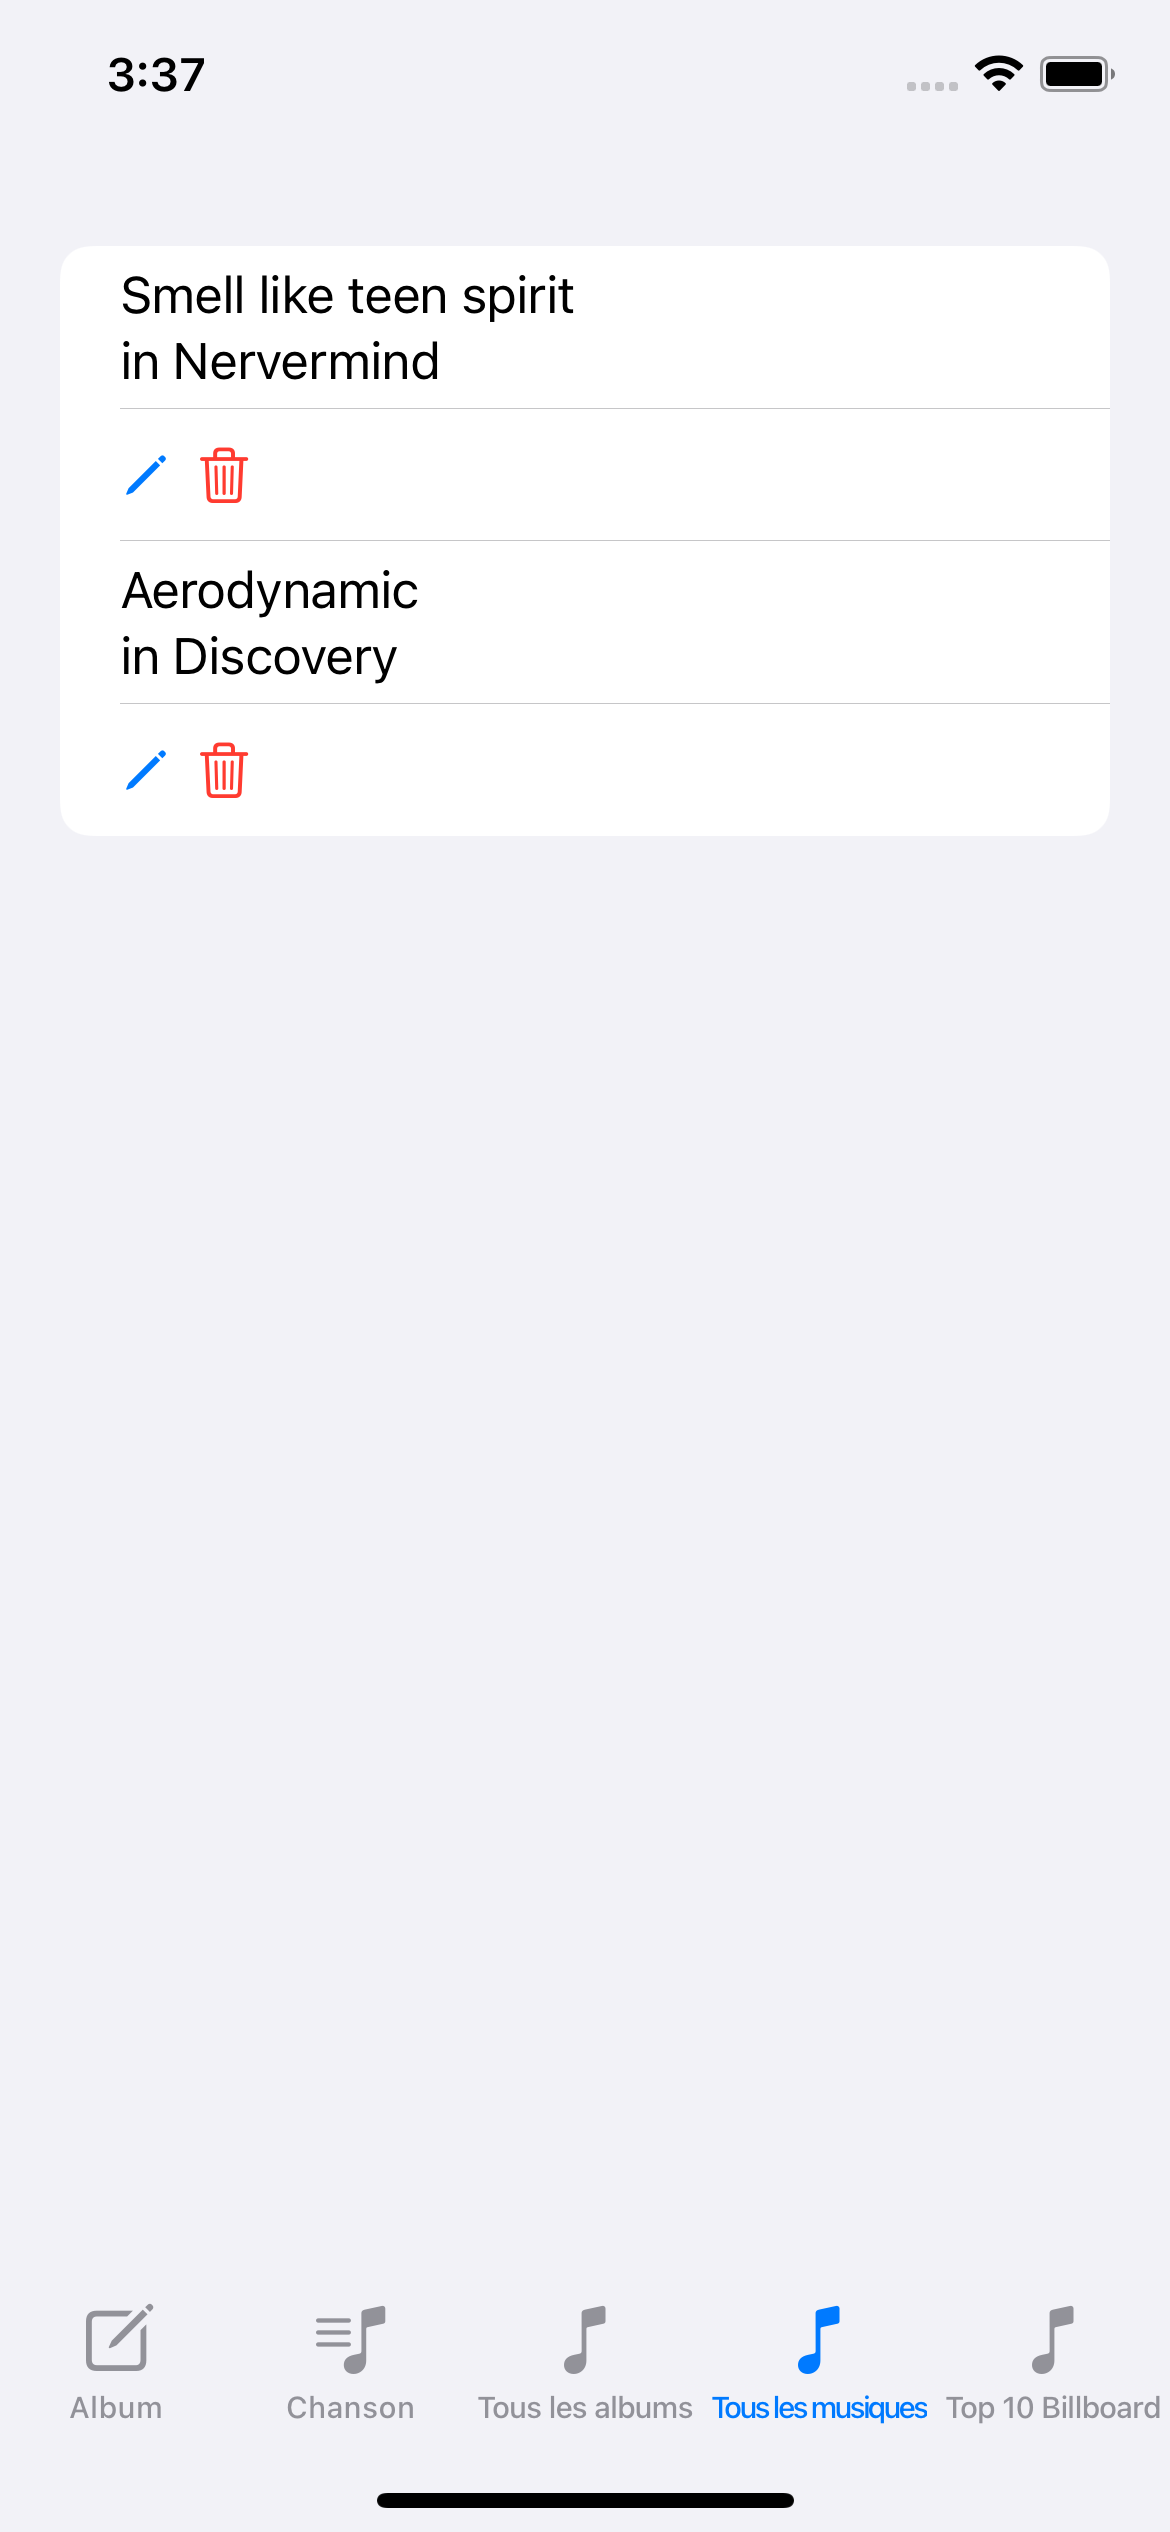 3:37
Smell like teen spirit
in Nervermind
Aerodynamic
in Discovery
Album
Chanson
Tous les albums
Tous les musiques
Top 10 Billboard